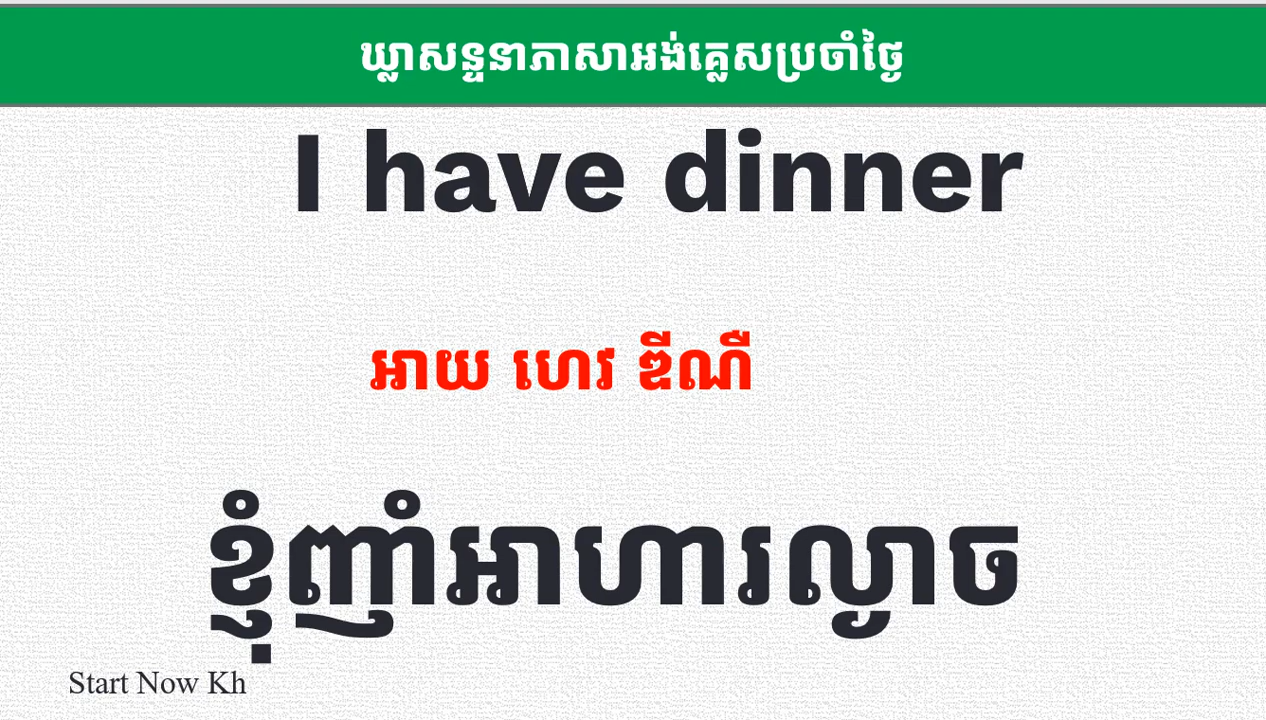 ឃ្លាសន្ទនាភាសាអង់គ្លេសប្រចាំថ្ងៃ
I have dinner
អាយ ហេវ ឌីណឺ
ខ្ញុំញាំអាហារល្ងាច
Start Now Kh